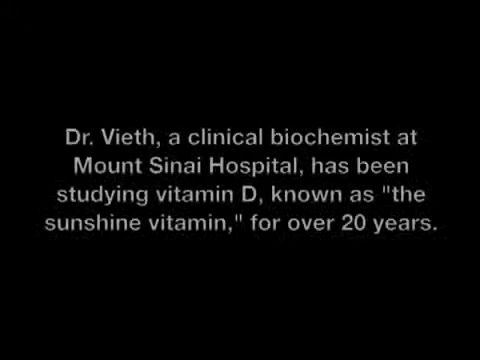 Dr. Vieth, a clinical biochemist at
Mount Sinai Hospital, has been
studying vitamin D, known as "the
sunshine vitamin," for over 20 years.